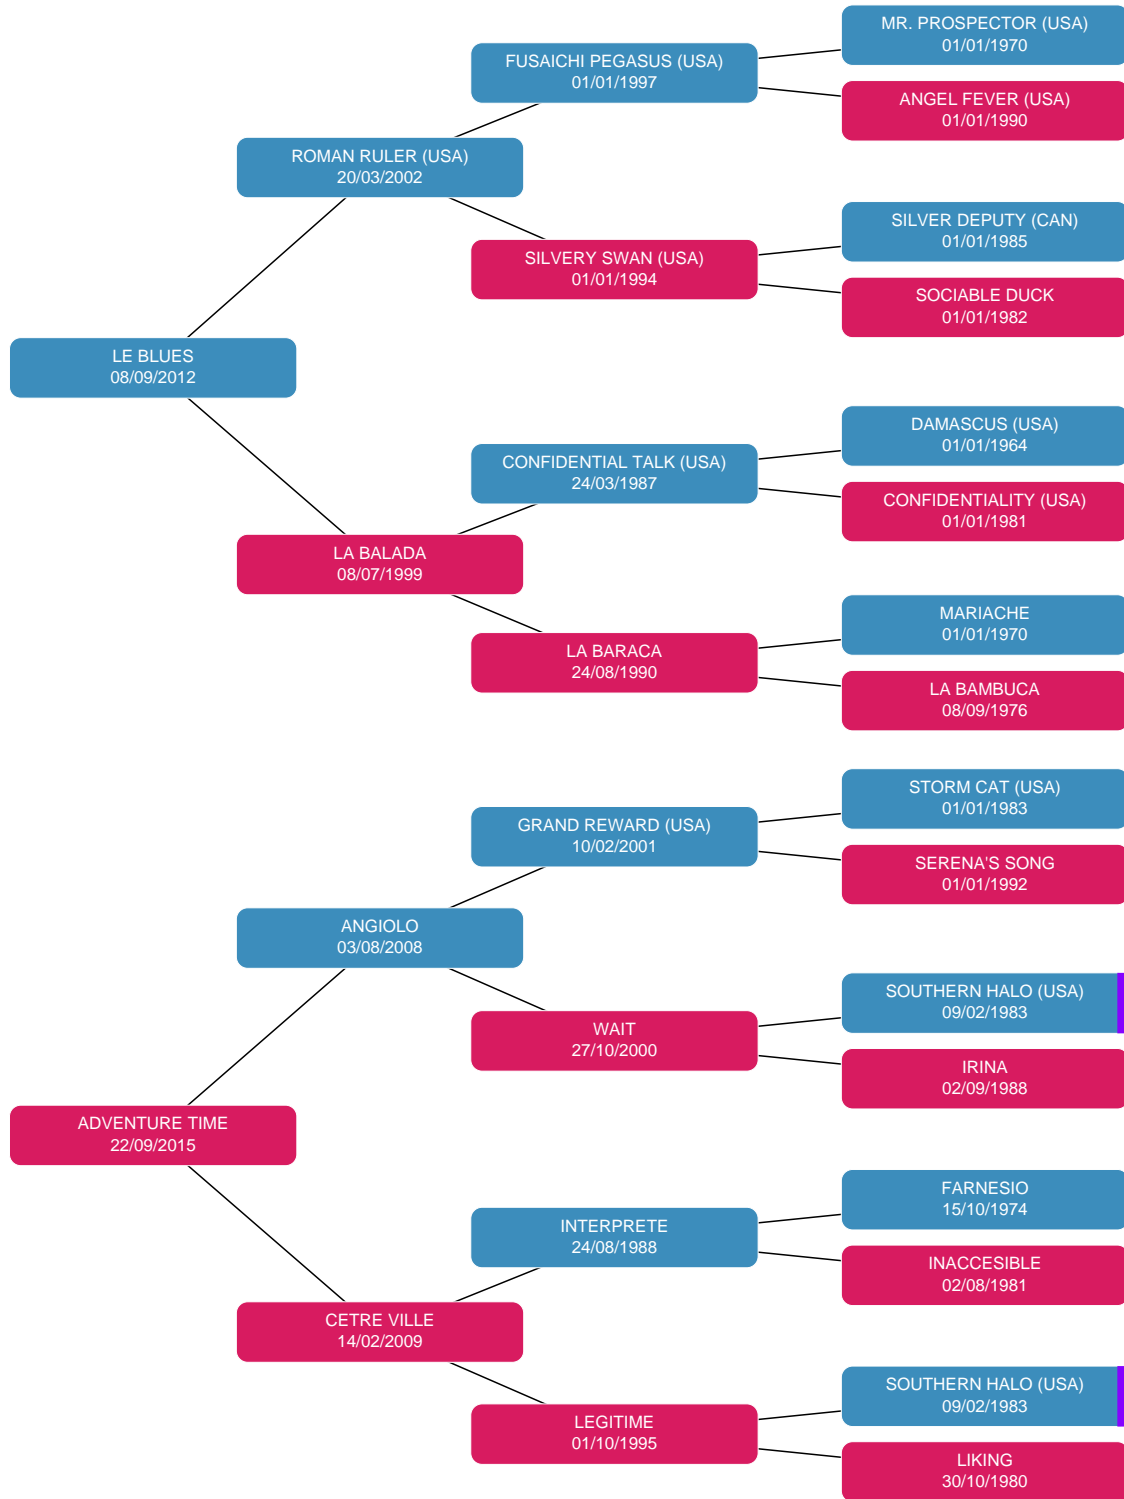 MR. PROSPECTOR (USA)
01/01/1970
FUSAICHI PEGASUS (USA)
01/01/1997
ANGEL FEVER (USA)
01/01/1990
ROMAN RULER (USA)
20/03/2002
SILVER DEPUTY (CAN)
01/01/1985
SILVERY SWAN (USA)
01/01/1994
SOCIABLE DUCK
01/01/1982
LE BLUES
08/09/2012
DAMASCUS (USA)
01/01/1964
CONFIDENTIAL TALK (USA)
24/03/1987
CONFIDENTIALITY (USA)
01/01/1981
LA BALADA
08/07/1999
MARIACHE
01/01/1970
LA BARACA
24/08/1990
LA BAMBUCA
08/09/1976
STORM CAT (USA)
01/01/1983
GRAND REWARD (USA)
10/02/2001
SERENA'S SONG
01/01/1992
ANGIOLO
03/08/2008
SOUTHERN HALO (USA)
09/02/1983
WAIT
27/10/2000
IRINA
02/09/1988
ADVENTURE TIME
22/09/2015
FARNESIO
15/10/1974
INTERPRETE
24/08/1988
INACCESIBLE
02/08/1981
CETRE VILLE
14/02/2009
SOUTHERN HALO (USA)
09/02/1983
LEGITIME
01/10/1995
LIKING
30/10/1980